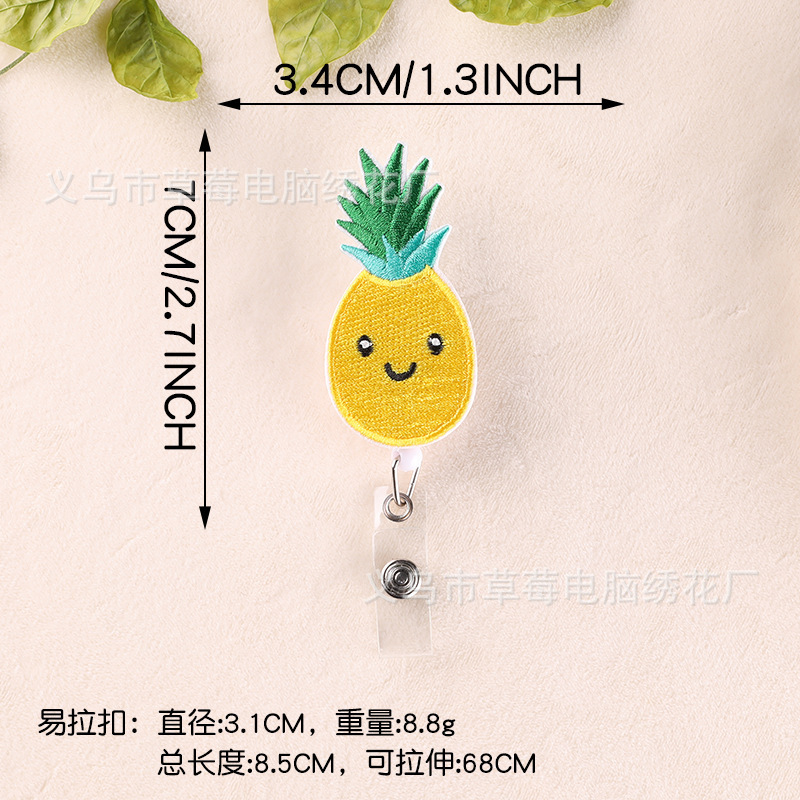 3.4CM/1.3INCH
7CM/2.7INCH
义乌市草莓电脑绣花厂
义乌市草莓电脑绣花厂
易拉扣：直径:3.1CM，重量:8.8g
总长度:8.5CM，可拉伸:68CM